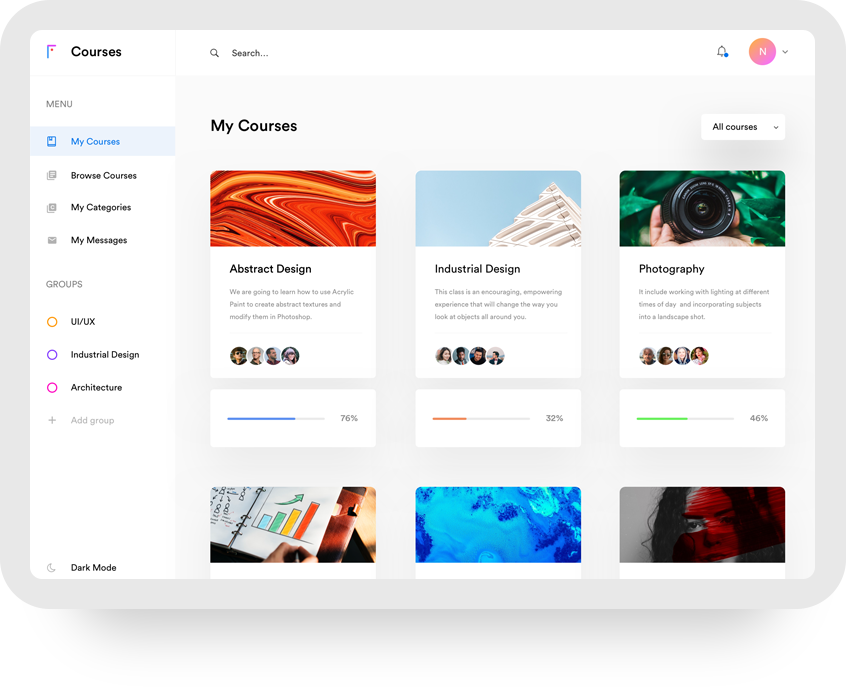 Courses
Search...
N
MENU
My Courses
Browse Courses
My Categories
My Messages
GROUPS
UI/UX
Industrial Design
Architecture
Add group
Dark Mode
My Courses
All courses
Abstract Design
We are going to learn how to use Acrylic
Paint to create abstract textures and
modify them in Photoshop.
76%
Industrial Design
This class is an encouraging, empowering
experience that will change the way you
look at objects all around you.
32%
Photography
It include working with lighting at different
times of day and incorporating subjects
into a landscape shot.
46%